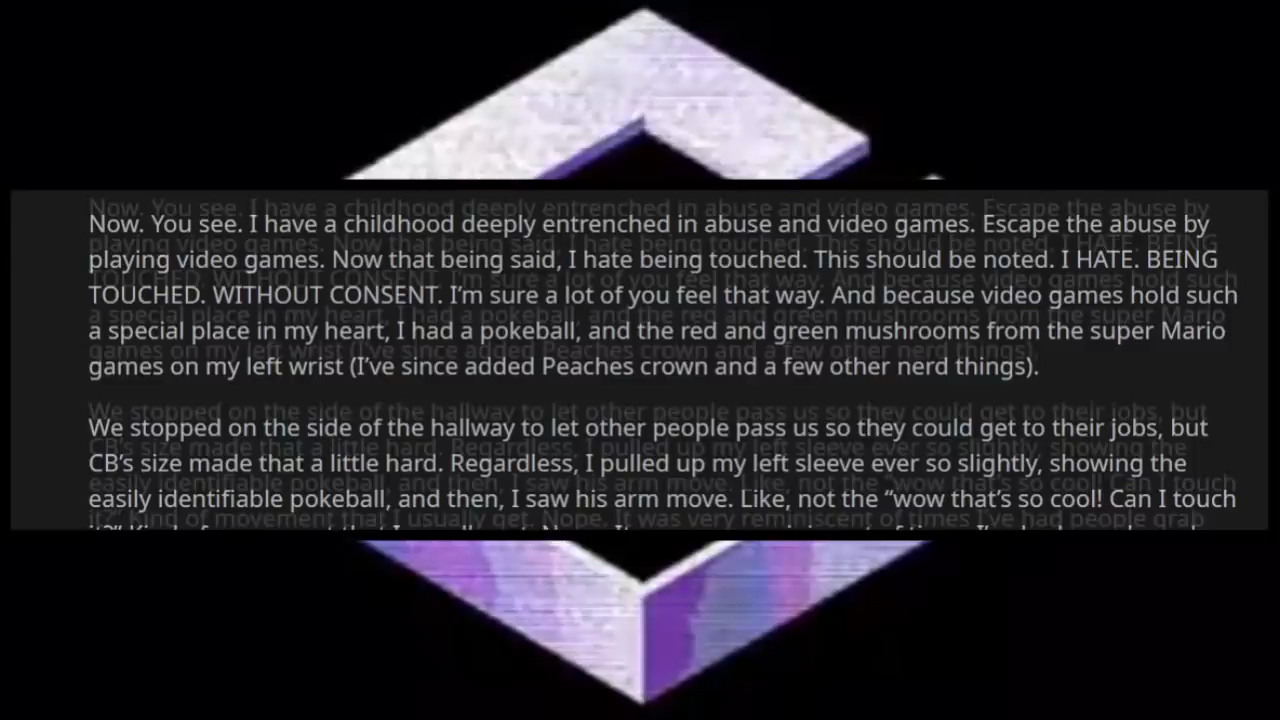 Now. You see. I have a childhood deeply entrenched in abuse and video games. Escape the abuse by
playing video games. Now that being said, I hate being touched. This should be noted. I HATE. BEING
TOUCHED. WITHOUT CONSENT. I’m sure a lot of you feel that way. And because video games hold such
a special place in my heart, I had a pokeball, and the red and green mushrooms from the super Mario
games on my left wrist (I’ve since added Peaches crown and a few other nerd things).
We stopped on the side of the hallway to let other people pass us so they could get to their jobs, but
CB’s size made that a little hard. Regardless, I pulled up my left sleeve ever so slightly, showing the
easily identifiable pokeball, and then, I saw his arm move. Like, not the “wow that’s so cool! Can I touch